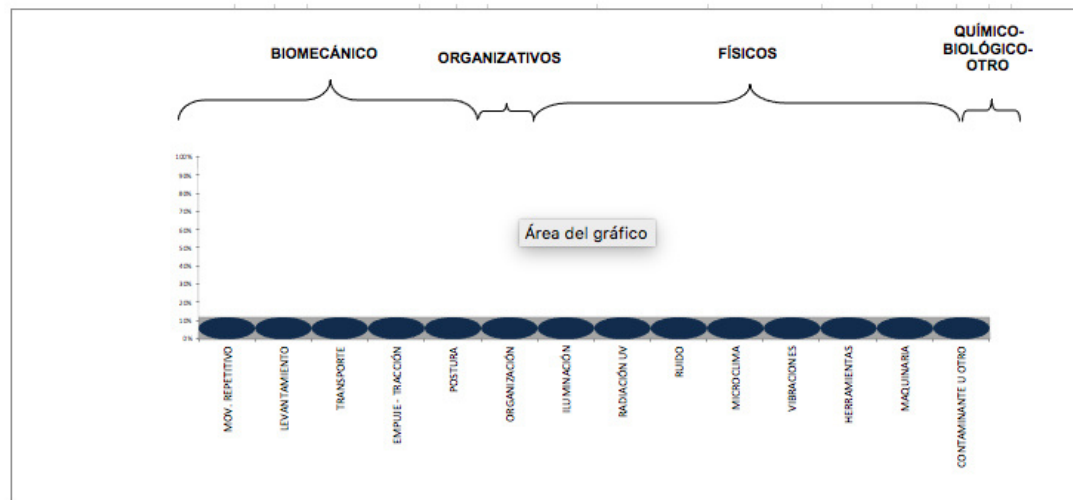 BIOMECÁNICO
ORGANIZATIVOS
FÍSICOS
QUÍMICO-
BIOLÓGICO-
OTRO
100%
90%
80%
70%
60%
50%
40%
30%
20%
10%
0%
Área del gráfico
MOV. REPETITIVO
LEVANTAMIENTO
TRANSPORTE
EMPUJE - TRACCIÓN
POSTURA
ORGANIZACIÓN
ILUMINACIÓN
RADIACIÓN UV
RUIDO
MICROCLIMA
VIBRACIONES
HERRAMIENTAS
MAQUINARIA
CONTAMINANTE U OTRO